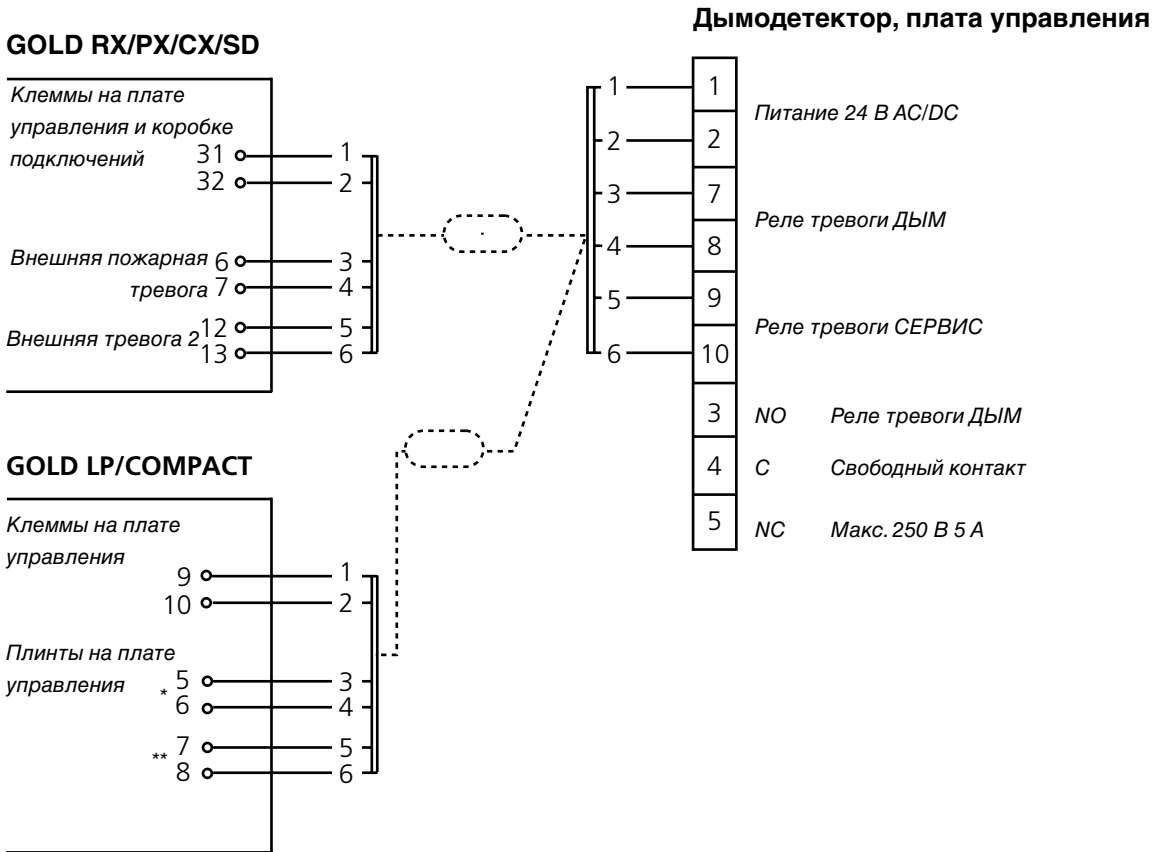 Дымодетектор, плата управления
GOLD RX/PX/CX/SD
Клеммы на плате
управления и коробке
подключений
31 1
32 2
Внешняя пожарная 6 3
тревога 7 4
Внешняя тревога 2 12 5
13 6
1 1
Питание 24 В AC/DC
2 2
3 7
Реле тревоги ДЫМ
4 8
5 9
Реле тревоги СЕРВИС
6 10
3 NO Реле тревоги ДЫМ
4 C Свободный контакт
5 NC Макс. 250 В 5 А
GOLD LP/COMPACT
Клеммы на плате
управления
9 1
10 2
Плинты на плате
управления
* 5 3
6 4
** 7 5
8 6